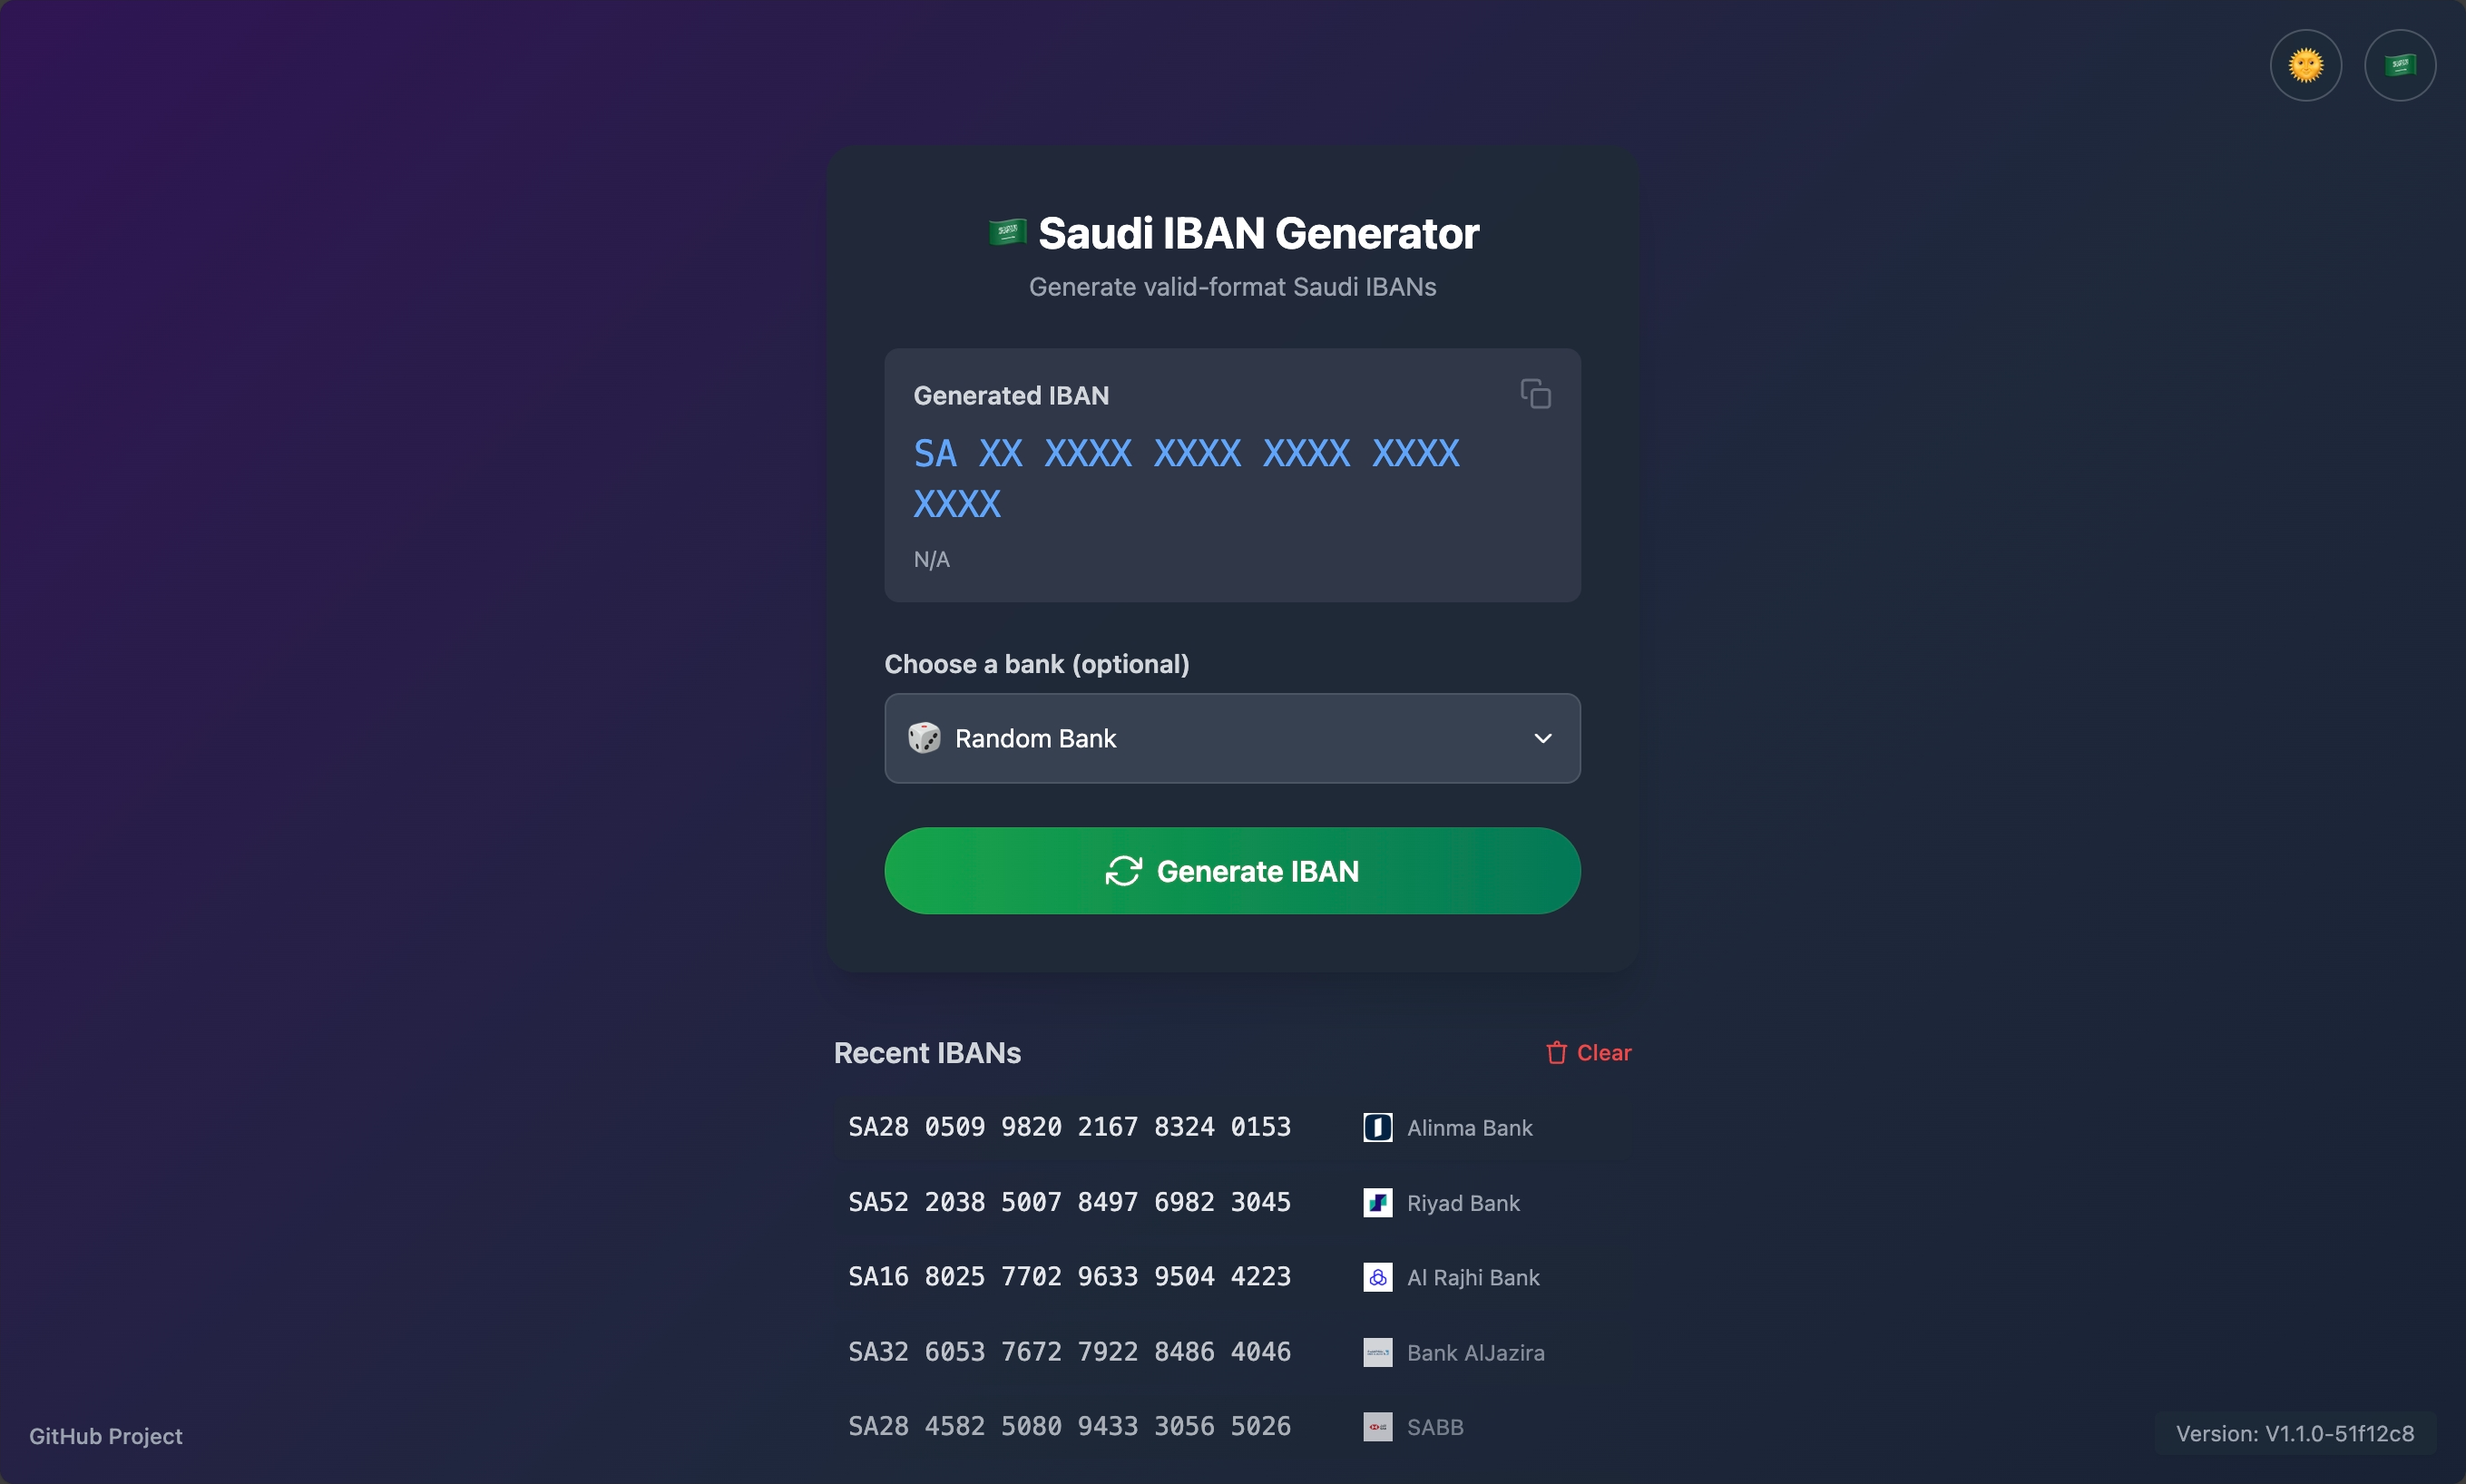 Saudi IBAN Generator
Generate valid-format Saudi IBANs
Generated IBAN
SA XX XXXX XXXX XXXX XXXX
XXXX
N/A
Choose a bank (optional)
Random Bank
Generate IBAN
Recent IBANs
Clear
SA28 0509 9820 2167 8324 0153
Alinma Bank
SA52 2038 5007 8497 6982 3045
Riyad Bank
SA16 8025 7702 9633 9504 4223
Al Rajhi Bank
SA32 6053 7672 7922 8486 4046
Bank AlJazira
SA28 4582 5080 9433 3056 5026
SABB
GitHub Project
Version: V1.1.0-51f12c8